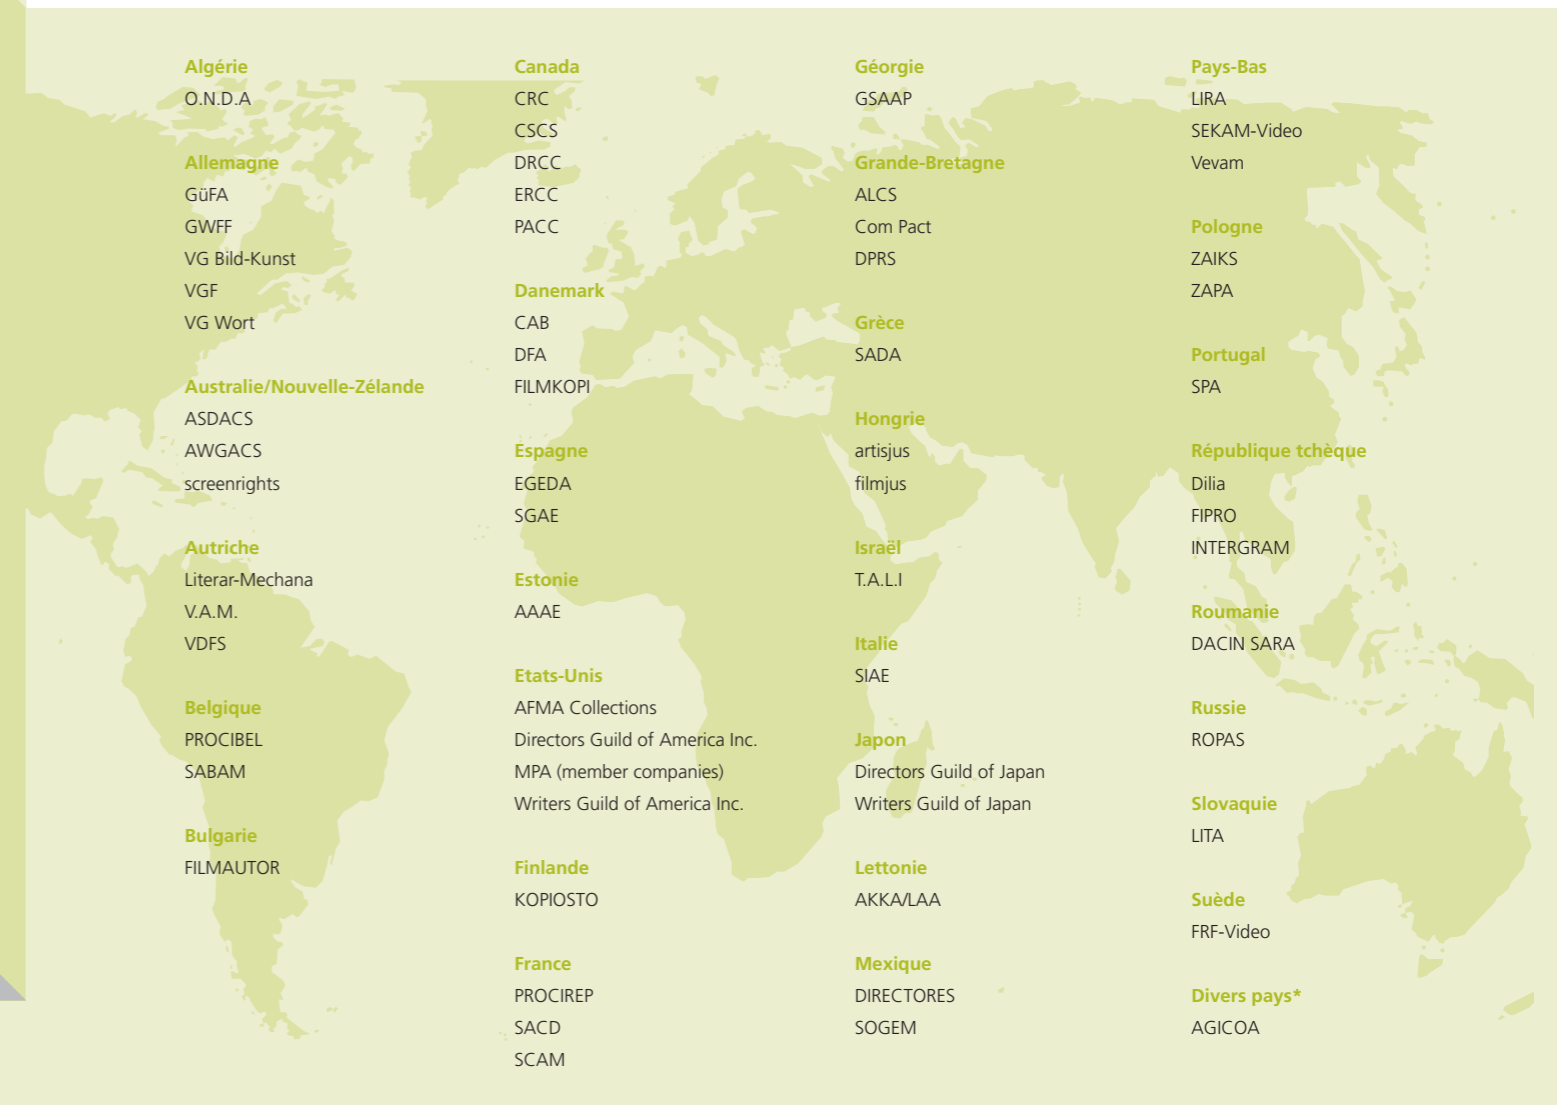 Algérie
O.N.D.A
Allemagne
GüFA
GWFF
VG Bild-Kunst
VGF
VG Wort
Australie/Nouvelle-Zélande
ASDACS
AWGACS
screenrights
Autriche
Literar-Mechana
V.A.M.
VDFS
Belgique
PROCIBEL
SABAM
Bulgarie
FILMAUTOR
Canada
CRC
CSCS
DRCC
ERCC
PACC
Danemark
CAB
DFA
FILMKOPI
Espagne
EGEDA
SGAE
Estonie
AAAE
Etats-Unis
AFMA Collections
Directors Guild of America Inc.
MPA (member companies)
Writers Guild of America Inc.
Finlande
KOPIOSTO
France
PROCIREP
SACD
SCAM
Géorgie
GSAAP
Grande-Bretagne
ALCS
Com Pact
DPRS
Grèce
SADA
Hongrie
artisjus
filmjus
Israël
T.A.L.I
Italie
SIAE
Japon
Directors Guild of Japan
Writers Guild of Japan
Lettonie
AKKA/LAA
Mexique
DIRECTORES
SOGEM
Pays-Bas
LIRA
SEKAM-Video
Vevam
Pologne
ZAIKS
ZAPA
Portugal
SPA
République tchèque
Dilia
FIPRO
INTERGRAM
Roumanie
DACIN SARA
Russie
ROPAS
Slovaquie
LITA
Suède
FRF-Video
Divers pays*
AGICOA